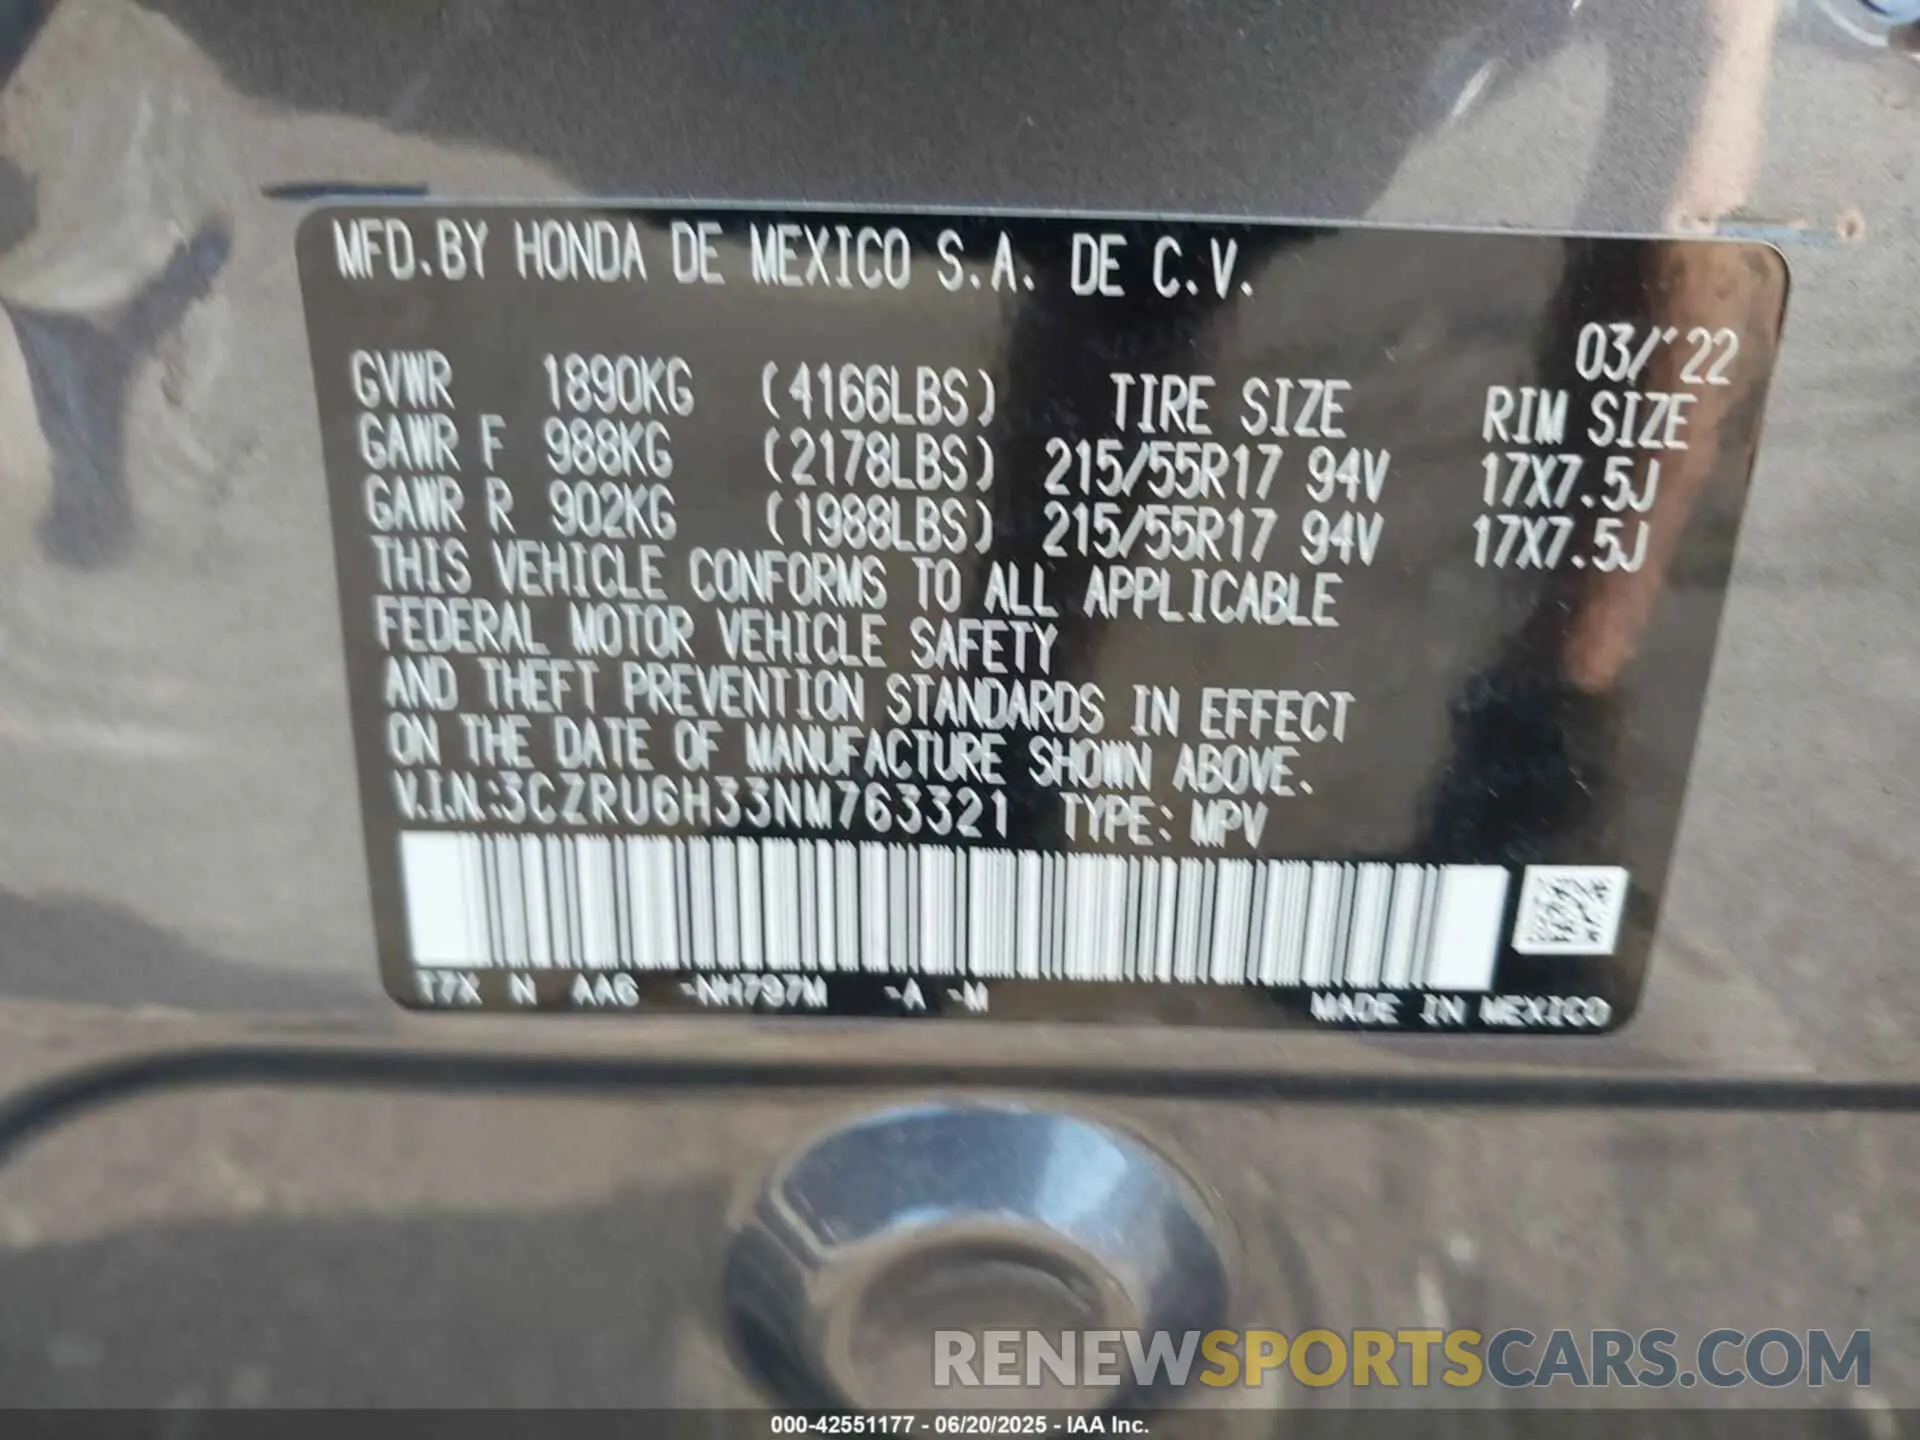 MFD.BY HONDA DE MEXICO S.A. DE C.V.
03/'22
GVWR 1890KG (4166LBS) TIRE SIZE RIM SIZE
GAWR F 988KG (2178LBS) 215/55R17 94V 17X7.5J
GAWR R 902KG (1988LBS) 215/55R17 94V 17X7.5J
THIS VEHICLE CONFORMS TO ALL APPLICABLE
FEDERAL MOTOR VEHICLE SAFETY
AND THEFT PREVENTION STANDARDS IN EFFECT
ON THE DATE OF MANUFACTURE SHOWN ABOVE.
V.I.N.:3CZRU6H33NM763321 TYPE: MPV
T7X N AA6 -NH797M -A -M MADE IN MEXICO
RENEWSPORTSCARS.COM
000-42551177 - 06/20/2025 - IAA Inc.